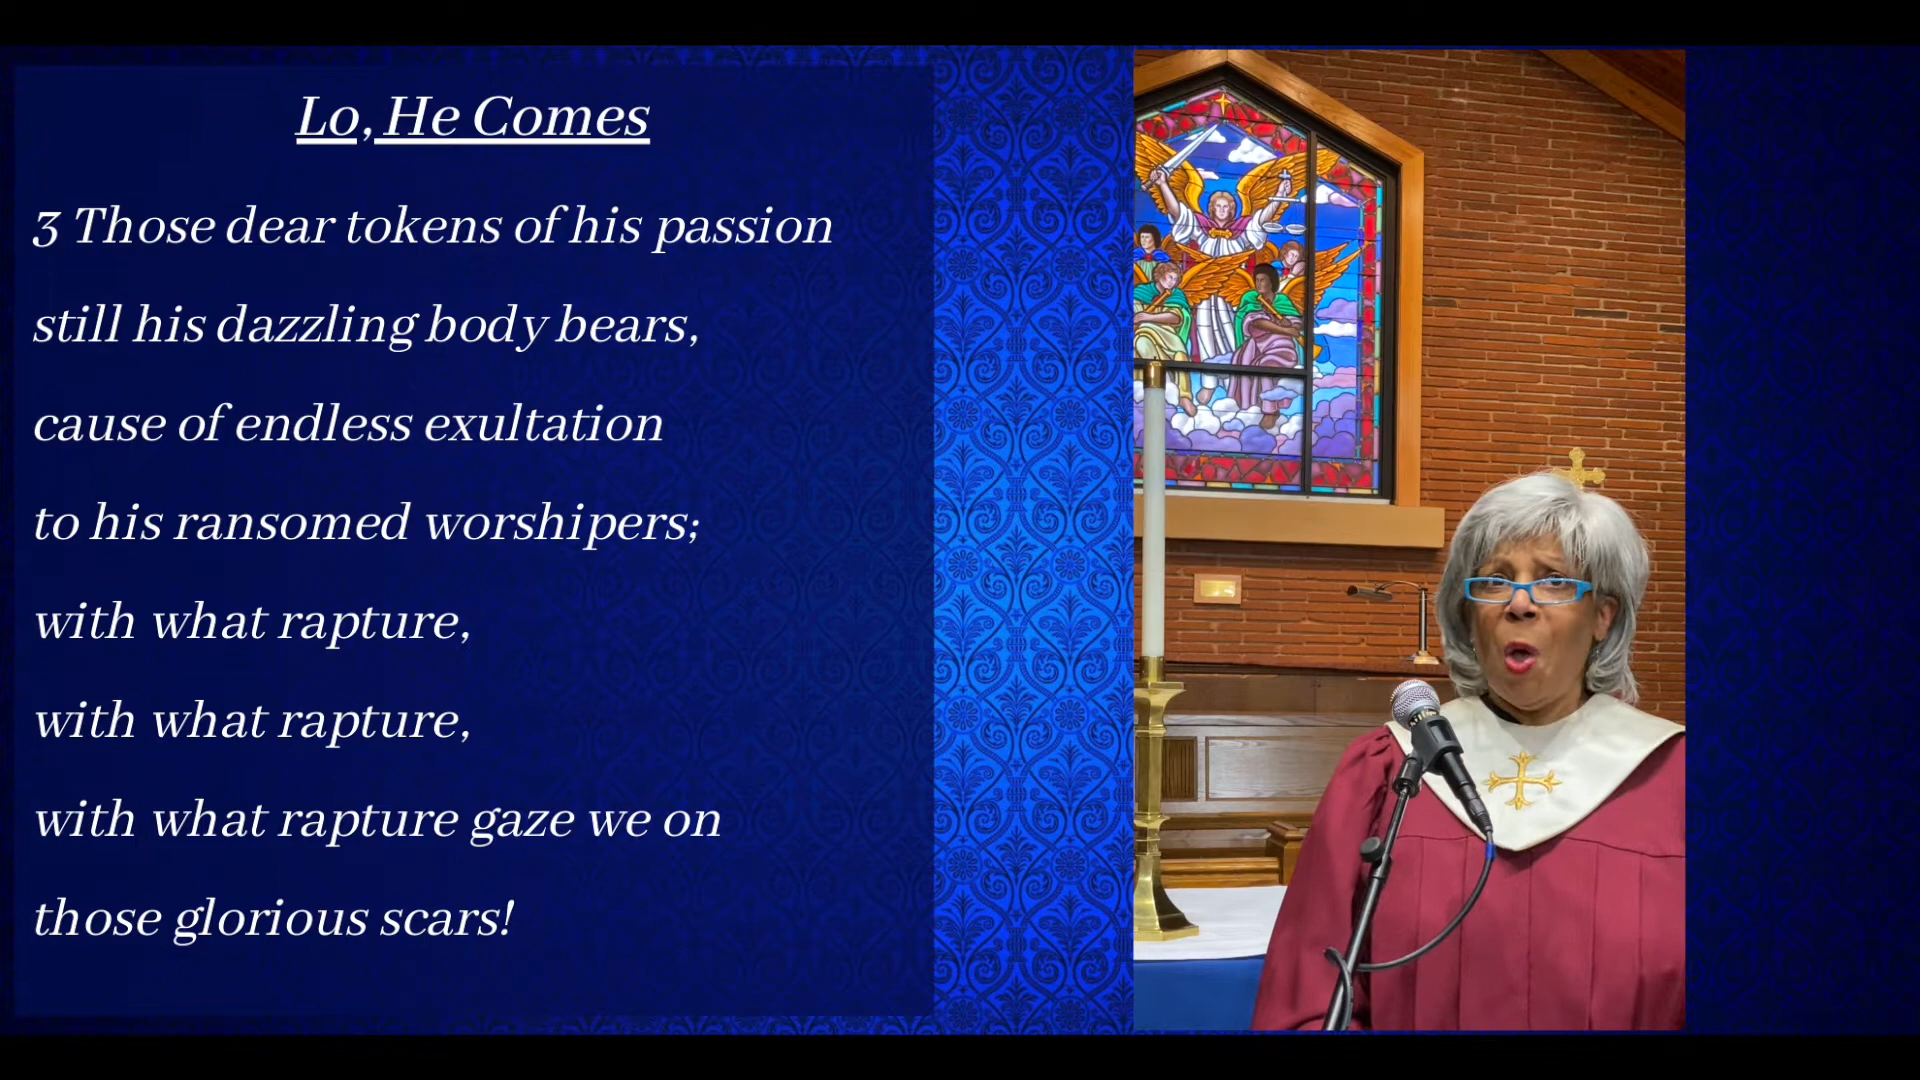 Lo, He Comes
3 Those dear tokens of his passion
still his dazzling body bears,
cause of endless exultation
to his ransomed worshipers;
with what rapture,
with what rapture,
with what rapture gaze we on
those glorious scars!